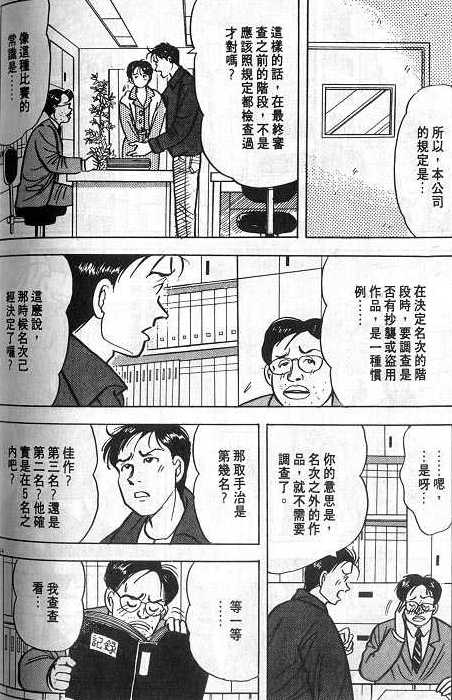 所以，本公司
的規定是…
這樣的話，在最終審
查之前的階段，不是
應該照規定都檢查過
才對嗎？
像這種比賽的
常識是……
在決定名次的階
段時，要調查是
否有抄襲或盜用
作品，是一種慣
例……
這應說，
那時候名次己
經決定了囉？
……嗯，
…是呀…
你的意思是，
名次之外的作
品，就不需要
調查了。
那取手治是
第幾名？
佳作？
第三名？還是
第二名？他確
實是在5名之
內吧？
等一等
……
我查查
看…
記錄